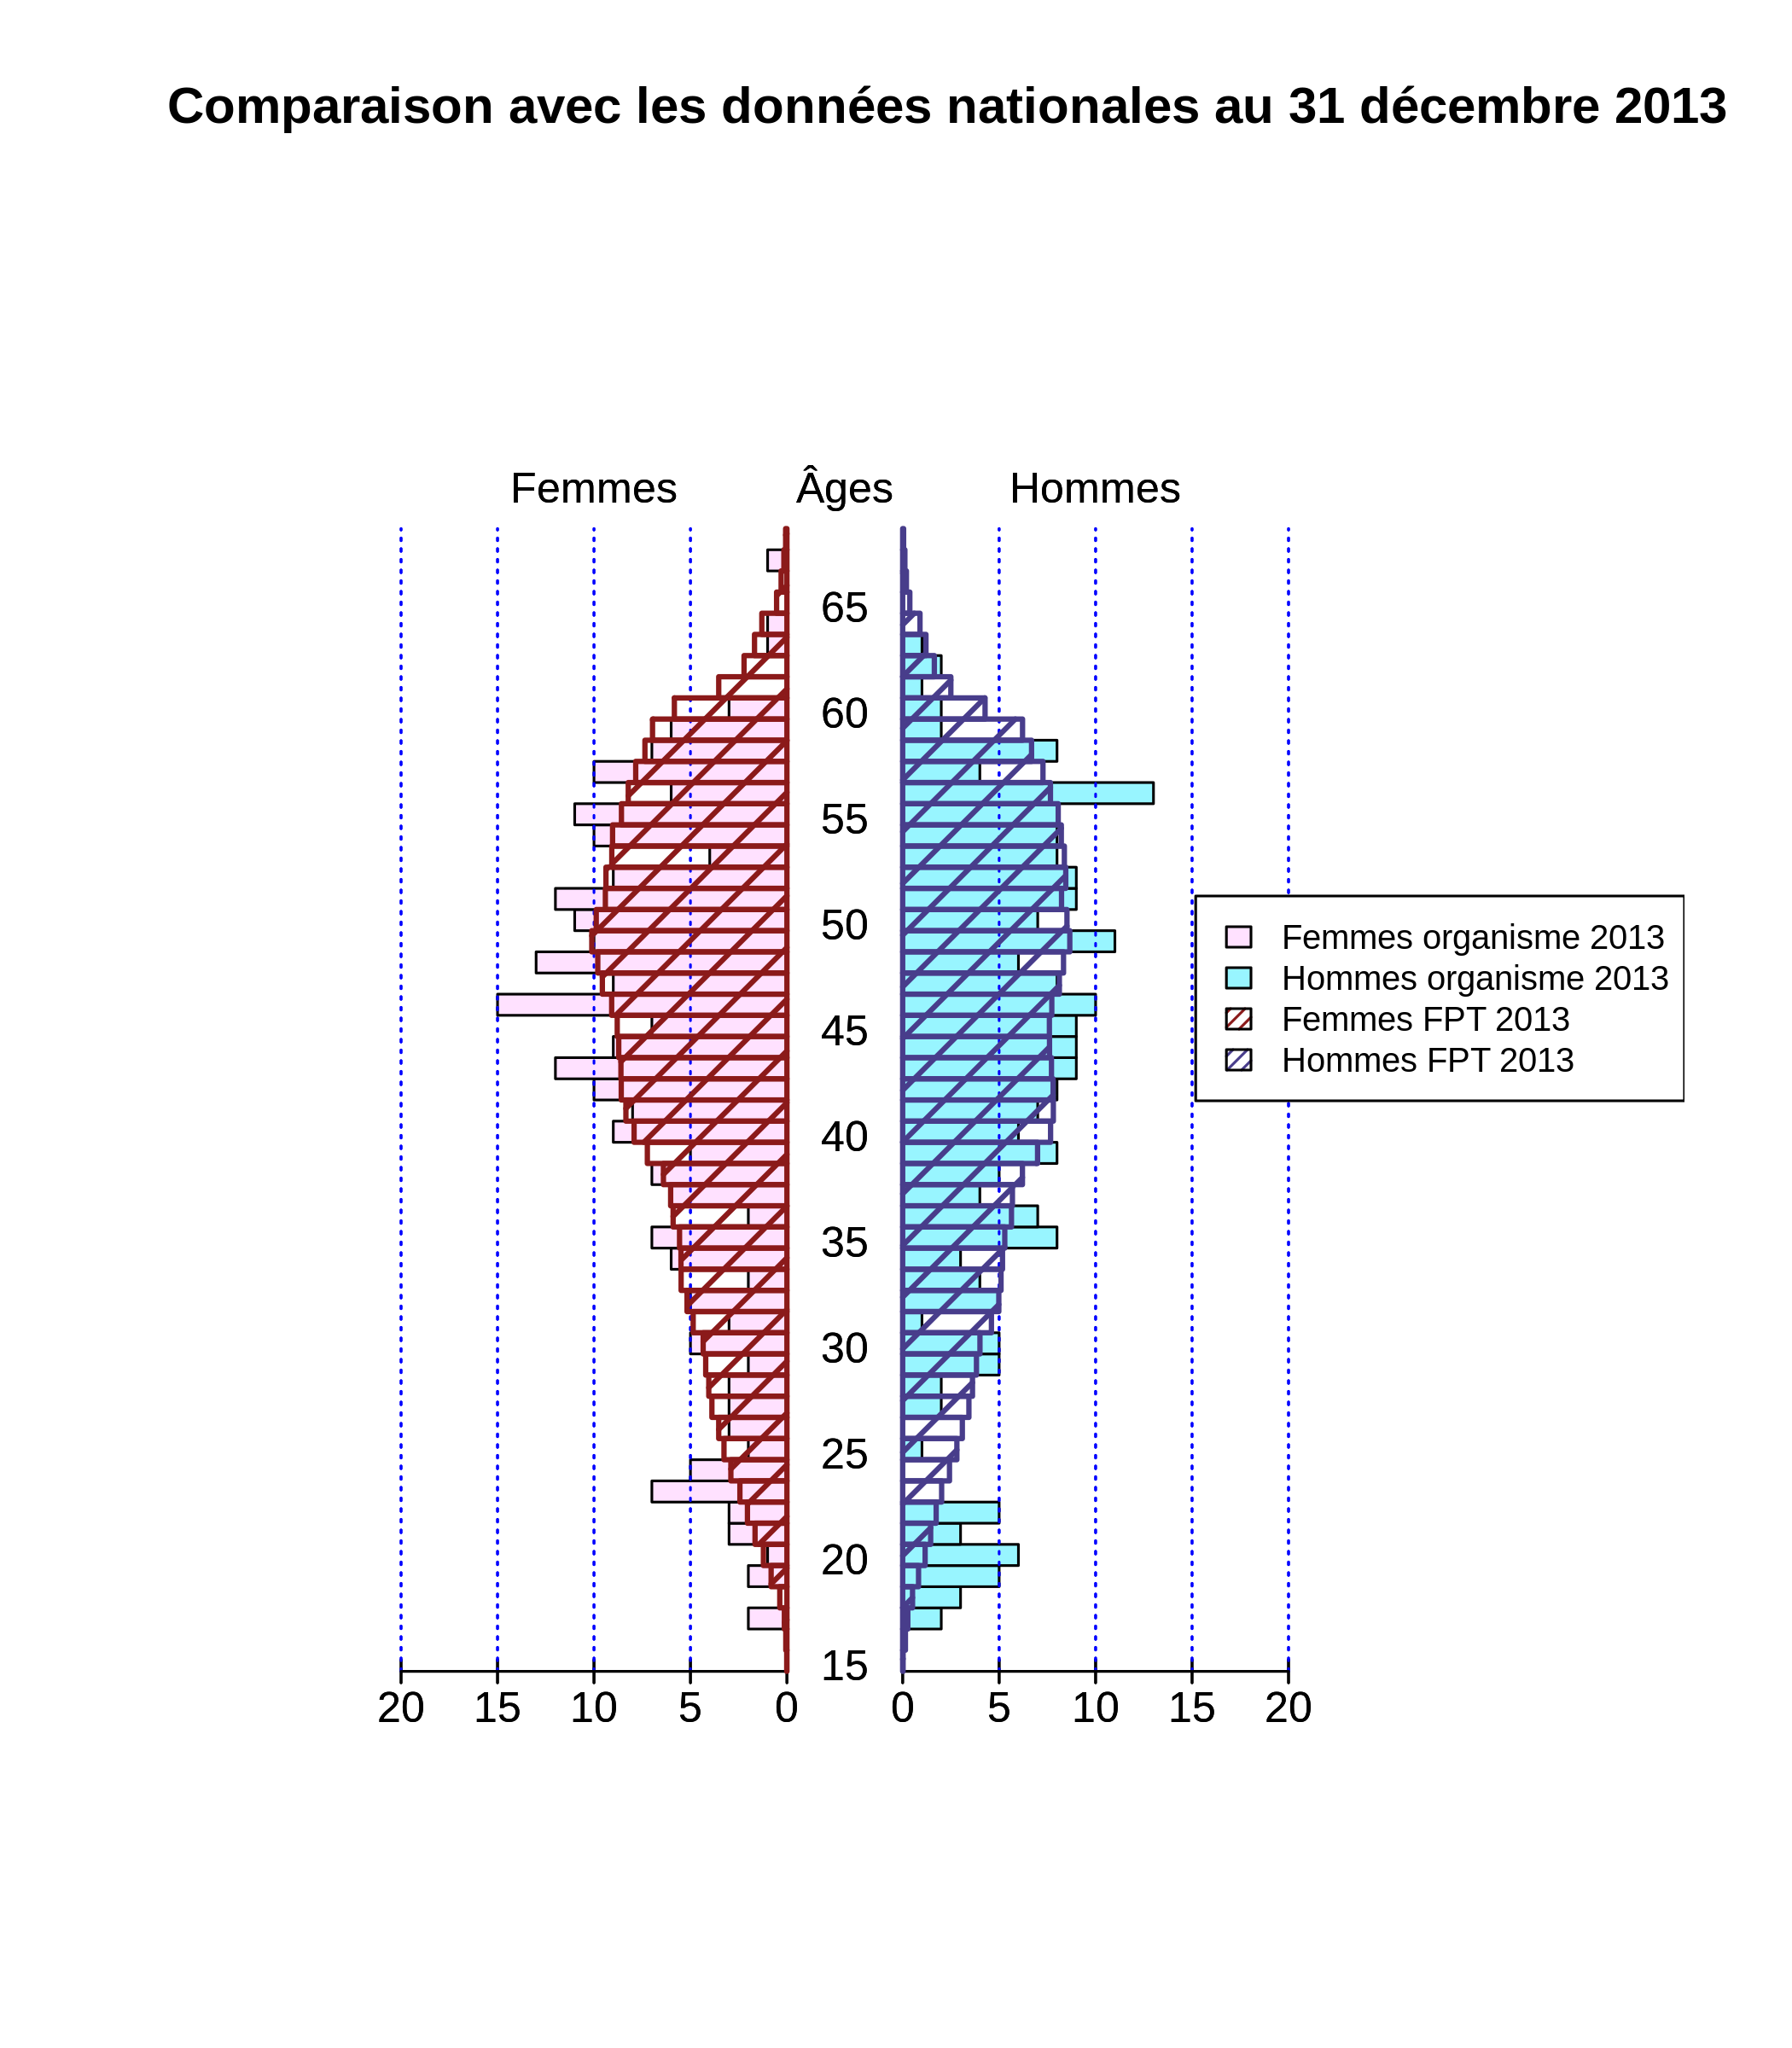 Comparaison avec les données nationales au 31 décembre 2013
Femmes Âges Hommes
65
60
55
50
45
40
35
30
25
20
15
Femmes organisme 2013
Hommes organisme 2013
Femmes FPT 2013
Hommes FPT 2013
20 15 10 5 0 0 5 10 15 20